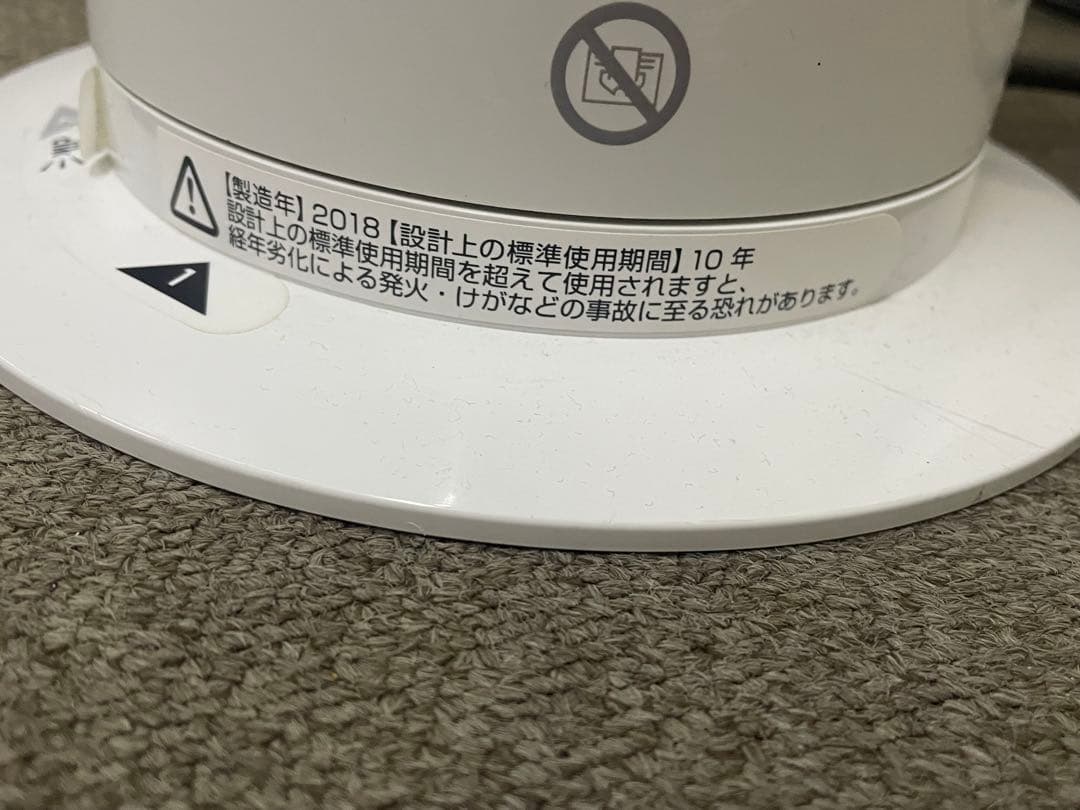 【製造年】2018【設計上の標準使用期間】10年
設計上の標準使用期間を超えて使用されますと、
経年劣化による発火・けがなどの事故に至る恐れがあります。
1